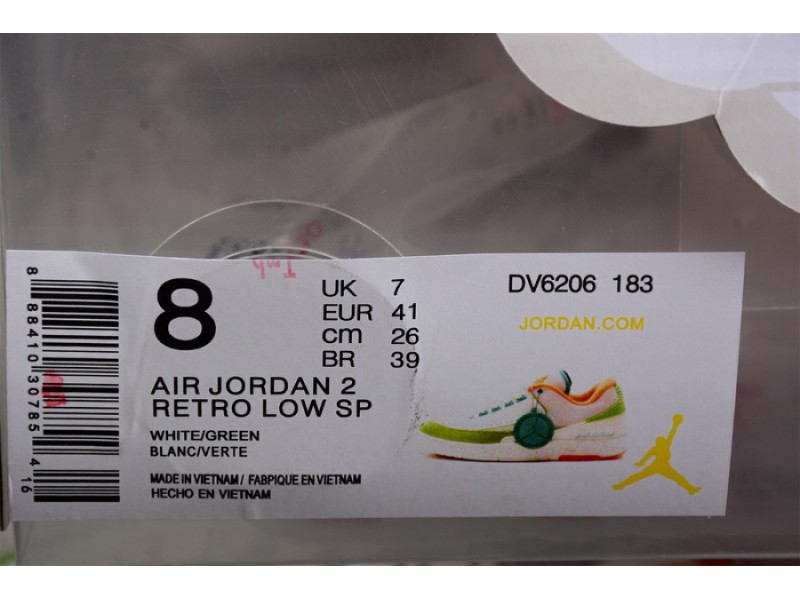 8
UK 7
EUR 41
cm 26
BR 39
DV6206 183
JORDAN.COM
AIR JORDAN 2
RETRO LOW SP
WHITE/GREEN
BLANC/VERTE
MADE IN VIETNAM / FABRIQUE EN VIETNAM
HECHO EN VIETNAM
8 88410 30785 4 16